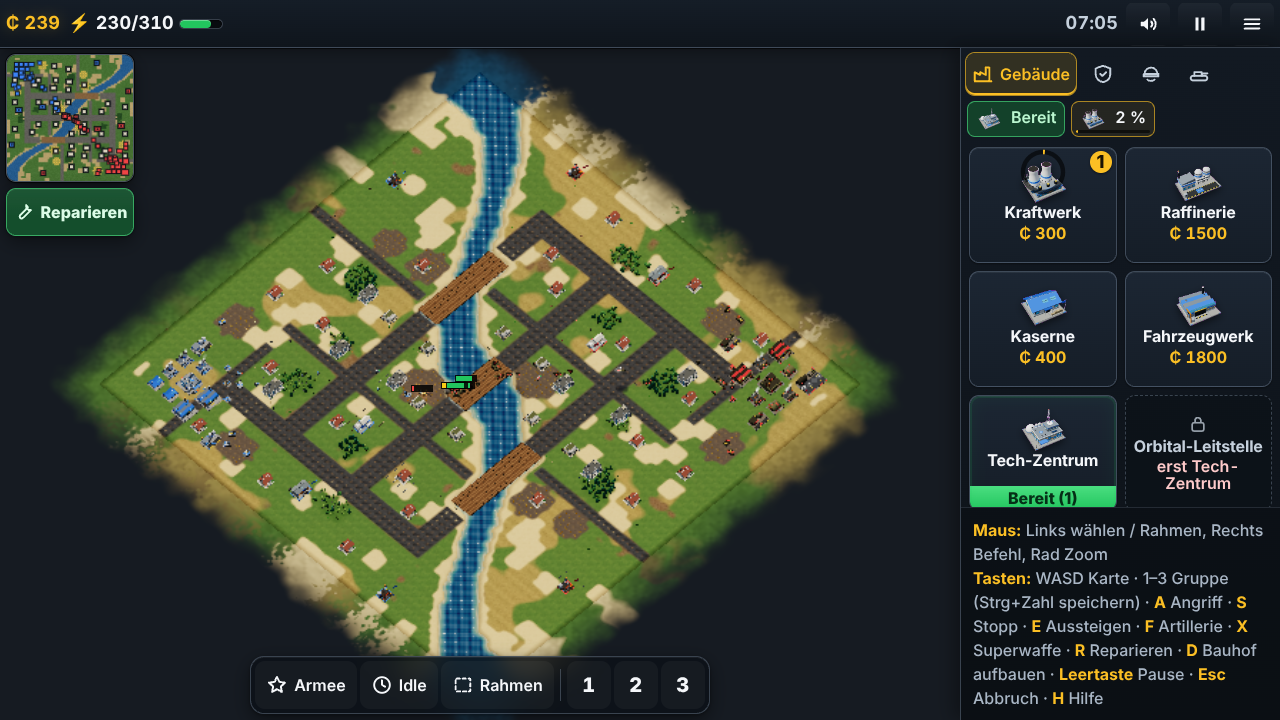 ₵ 239 ⚡ 230/310
07:05
Reparieren
Gebäude
Bereit
2 %
1
Kraftwerk
₵ 300
Raffinerie
₵ 1500
Kaserne
₵ 400
Fahrzeugwerk
₵ 1800
Tech-Zentrum
Bereit (1)
Orbital-Leitstelle
erst Tech-
Zentrum
Maus: Links wählen / Rahmen, Rechts
Befehl, Rad Zoom
Tasten: WASD Karte · 1–3 Gruppe
(Strg+Zahl speichern) · A Angriff · S
Stopp · E Aussteigen · F Artillerie · X
Superwaffe · R Reparieren · D Bauhof
aufbauen · Leertaste Pause · Esc
Abbruch · H Hilfe
Armee
Idle
Rahmen
1
2
3